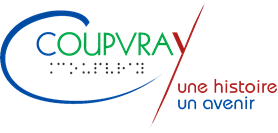 COUPVRAY
⠉⠕⠥⠏⠧⠗⠁⠽
une histoire
un avenir